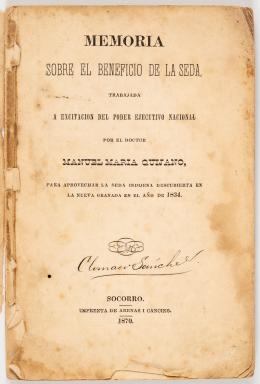 MEMORIA
SOBRE EL BENEFICIO DE LA SEDA,
TRABAJADA
A EXCITACION DEL PODER EJECUTIVO NACIONAL
POR EL DOCTOR
MANUEL MARIA QUIJANO,
PARA APROVECHAR LA SEDA INDIJENA DESCUBIERTA EN
LA NUEVA GRANADA EN EL AÑO DE 1834.
Climaco Sánchez.
SOCORRO.
IMPRENTA DE ARENAS I CANCINO.
1870.